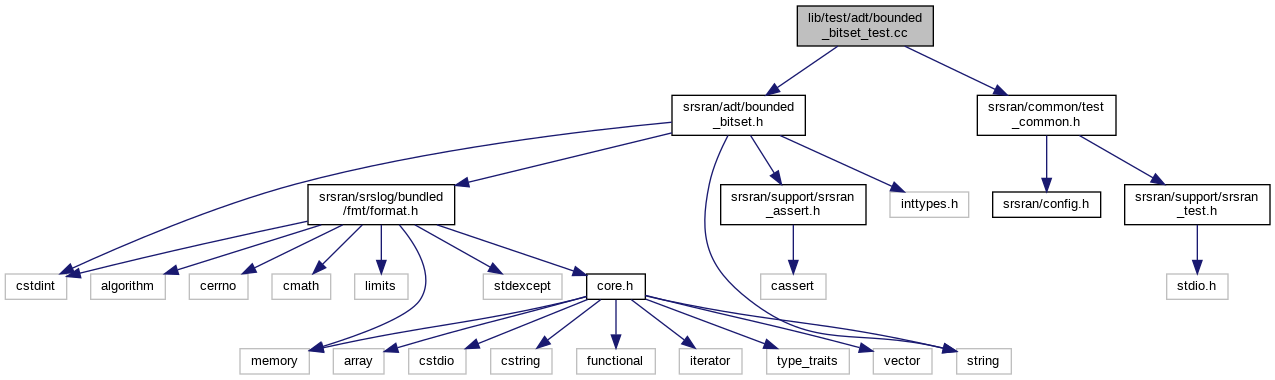 lib/test/adt/bounded
_bitset_test.cc
srsran/adt/bounded
_bitset.h
srsran/common/test
_common.h
srsran/srslog/bundled
/fmt/format.h
srsran/support/srsran
_assert.h
inttypes.h
srsran/config.h
srsran/support/srsran
_test.h
cstdint
algorithm
cerrno
cmath
limits
stdexcept
core.h
cassert
stdio.h
memory
array
cstdio
cstring
functional
iterator
type_traits
vector
string